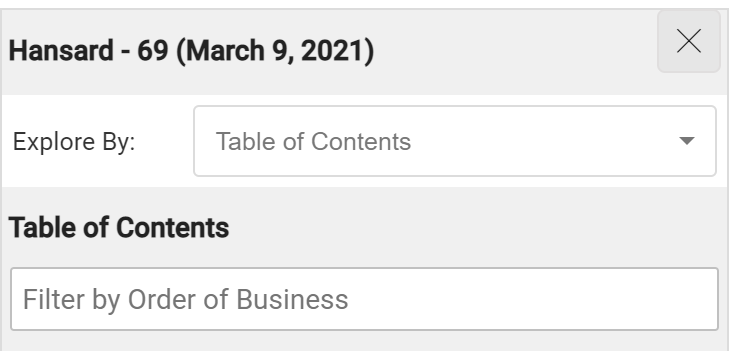 Hansard - 69 (March 9, 2021)
Explore By:
Table of Contents
Table of Contents
Filter by Order of Business